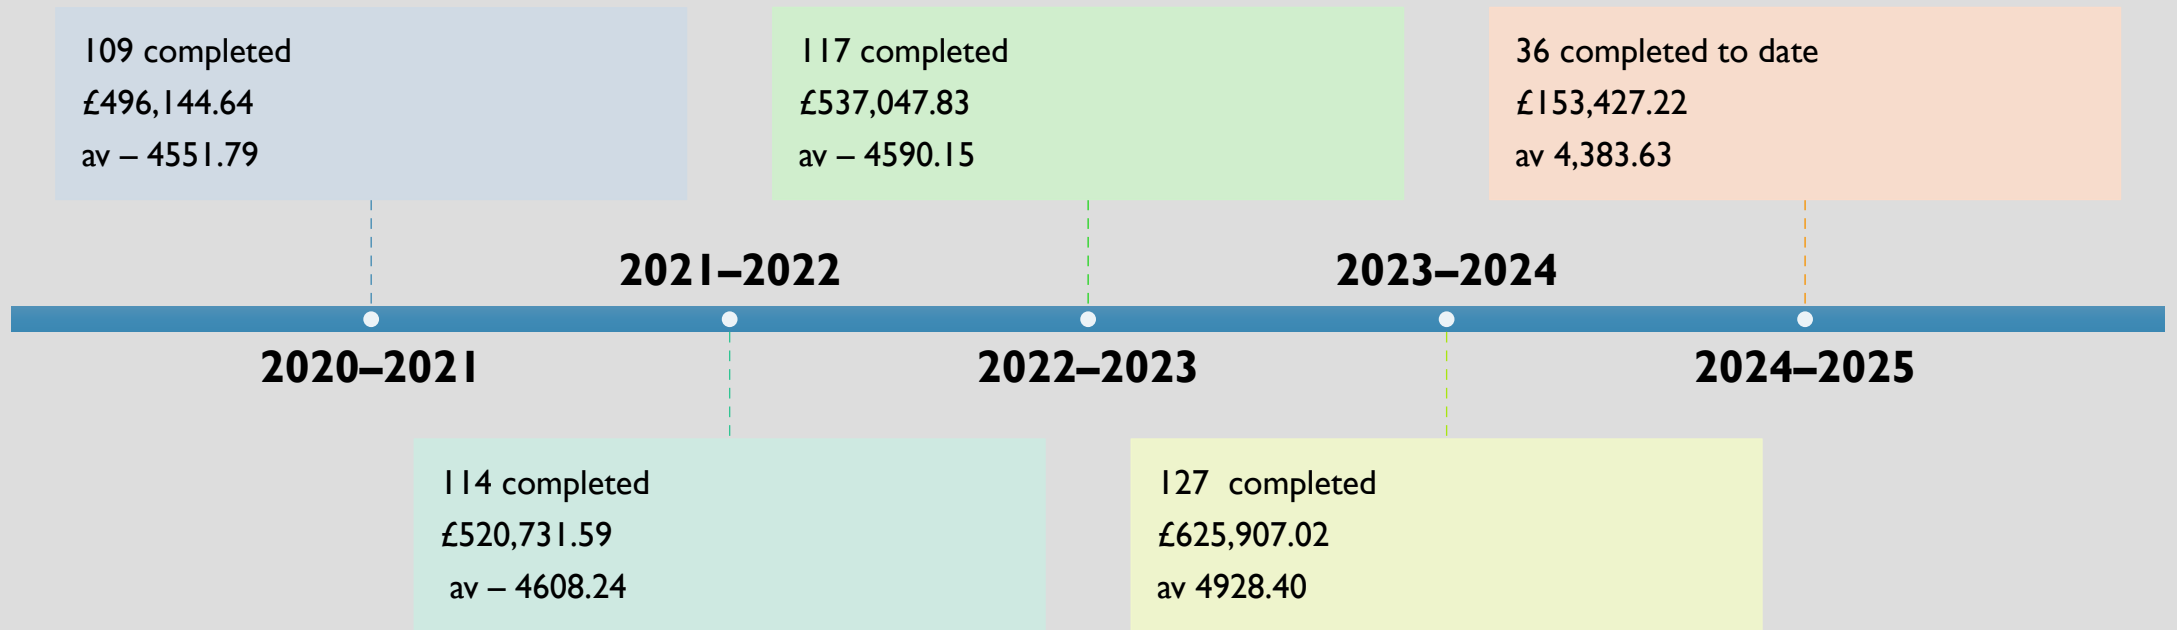 109 completed
£496,144.64
av – 4551.79
117 completed
£537,047.83
av – 4590.15
36 completed to date
£153,427.22
av 4,383.63
2021–2022
2023–2024
2020–2021
2022–2023
2024–2025
114 completed
£520,731.59
av – 4608.24
127 completed
£625,907.02
av 4928.40